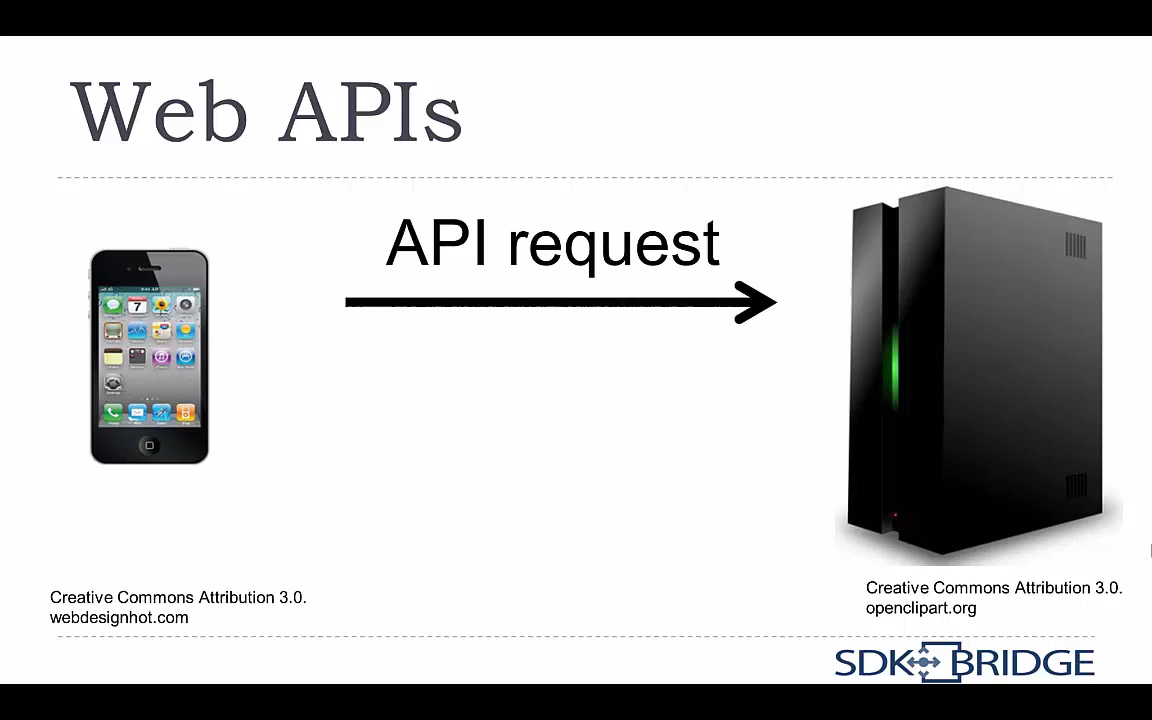 Web APIs
API request
Creative Commons Attribution 3.0.
webdesignhot.com
Creative Commons Attribution 3.0.
openclipart.org
SDK BRIDGE